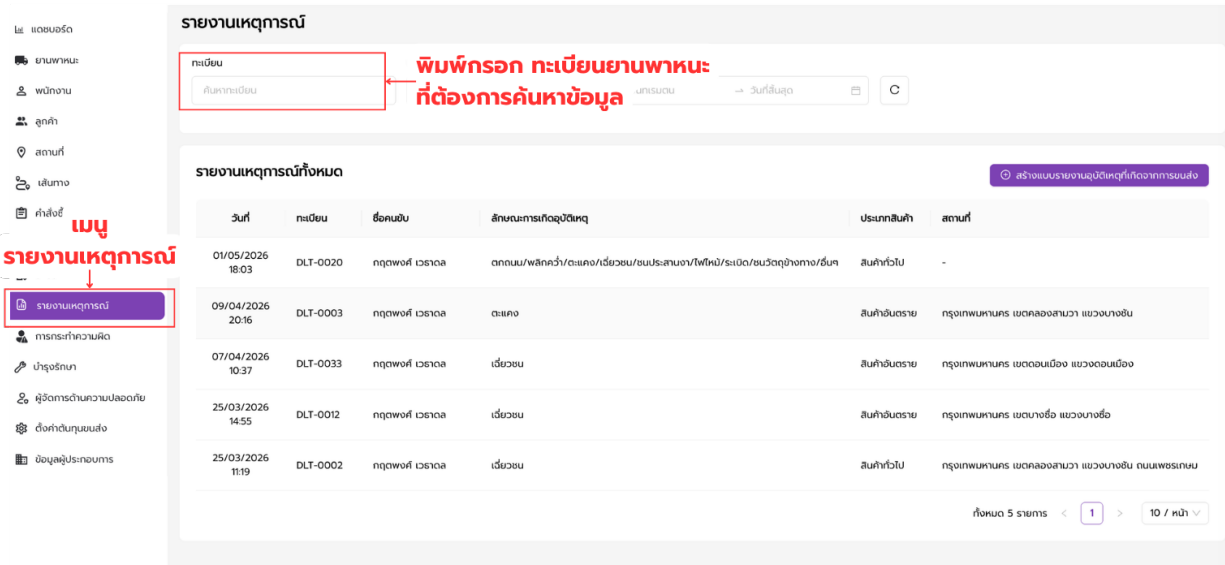 แดชบอร์ด
ยานพาหนะ
พนักงาน
ลูกค้า
สถานที่
เส้นทาง
คำสั่งซื้
เมนู
รายงานเหตุการณ์
รายงานเหตุการณ์
การกระทำความผิด
บำรุงรักษา
ผู้จัดการด้านความปลอดภัย
ตั้งค่าต้นทุนขนส่ง
ข้อมูลผู้ประกอบการ
รายงานเหตุการณ์
ทะเบียน
ค้นหาทะเบียน
พิมพ์กรอก ทะเบียนยานพาหนะ
ที่ต้องการค้นหาข้อมูล
→ วันที่สิ้นสุด
รายงานเหตุการณ์ทั้งหมด
สร้างแบบรายงานอุบัติเหตุที่เกิดจากการขนส่ง
วันที่ ทะเบียน ชื่อคนขับ ลักษณะการเกิดอุบัติเหตุ ประเภทสินค้า สถานที่
01/05/2026 18:03 DLT-0020 กฤตพงศ์ เวธาดล ตกถนน/พลิกคว่ำ/ตะแคง/เฉี่ยวชน/ชนประสานงา/ไฟไหม้/ระเบิด/ชนวัตถุข้างทาง/อื่นๆ สินค้าทั่วไป -
09/04/2026 20:16 DLT-0003 กฤตพงศ์ เวธาดล ตะแคง สินค้าอันตราย กรุงเทพมหานคร เขตคลองสามวา แขวงบางชัน
07/04/2026 10:37 DLT-0033 กฤตพงศ์ เวธาดล เฉี่ยวชน สินค้าอันตราย กรุงเทพมหานคร เขตดอนเมือง แขวงดอนเมือง
25/03/2026 14:55 DLT-0012 กฤตพงศ์ เวธาดล เฉี่ยวชน สินค้าอันตราย กรุงเทพมหานคร เขตบางซื่อ แขวงบางซื่อ
25/03/2026 11:19 DLT-0002 กฤตพงศ์ เวธาดล เฉี่ยวชน สินค้าทั่วไป กรุงเทพมหานคร เขตคลองสามวา แขวงบางชัน ถนนเพชรเกษม
ทั้งหมด 5 รายการ < 1 > 10 / หน้า